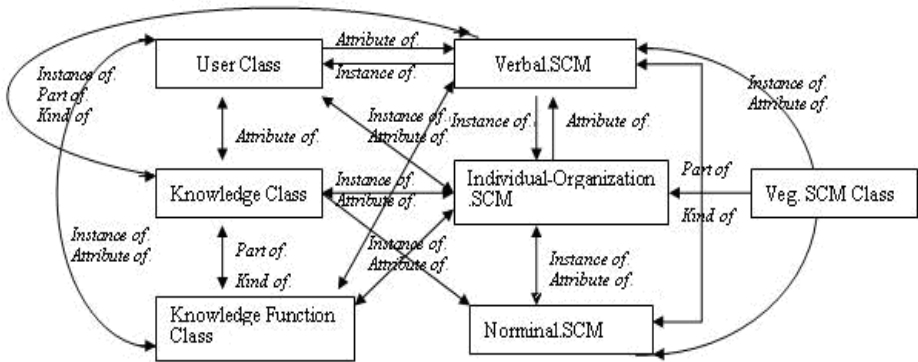 Attribute of.
User Class
Verbal.SCM
Instance of.
Instance of.
Part of.
Kind of.
Instance of.
Attribute of.
Instance of.
Attribute of.
Attribute of.
Instance of.
Attribute of.
Knowledge Class
Instance of.
Attribute of.
Individual-Organization
.SCM
Part of
Kind of
Veg. SCM Class
Instance of.
Attribute of.
Part of.
Kind of.
Instance of.
Attribute of.
Instance of.
Attribute of.
Knowledge Function
Class
Norminal.SCM